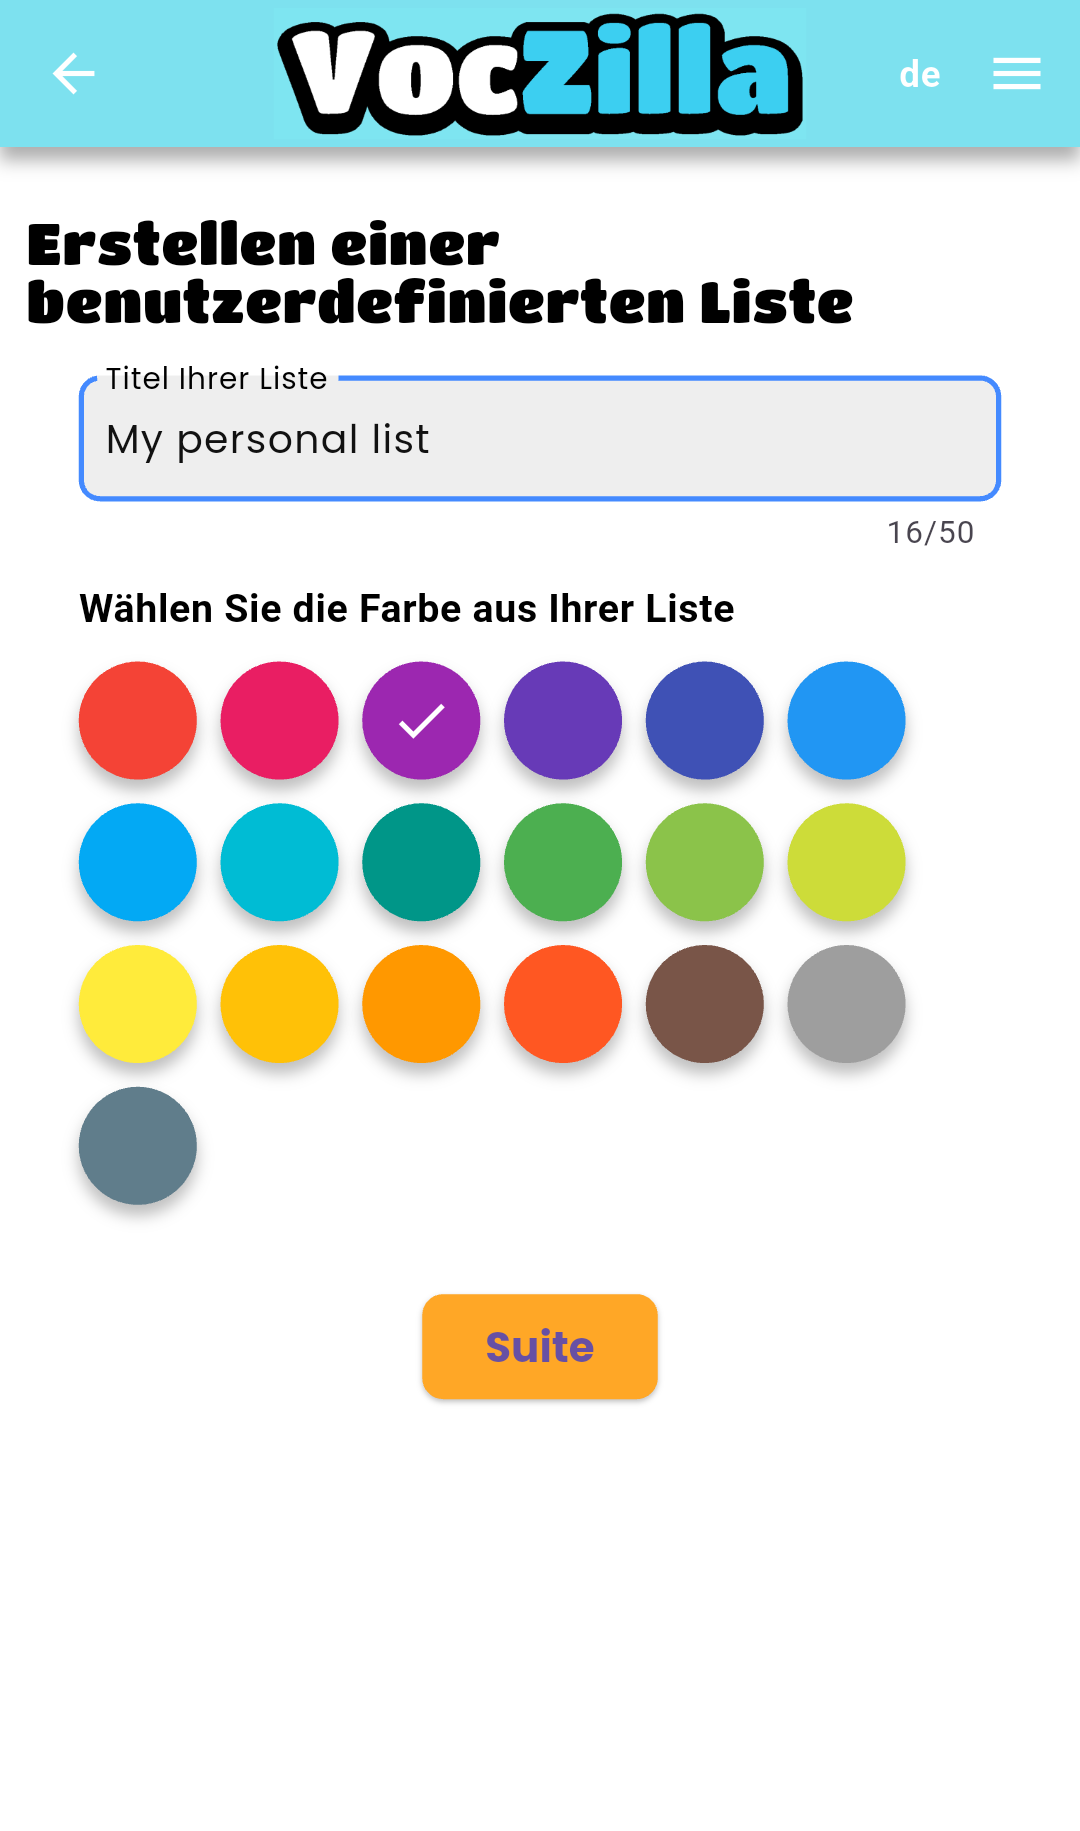 VocZilla
de
Erstellen einer
benutzerdefinierten Liste
Titel Ihrer Liste
My personal list
16/50
Wählen Sie die Farbe aus Ihrer Liste
Suite